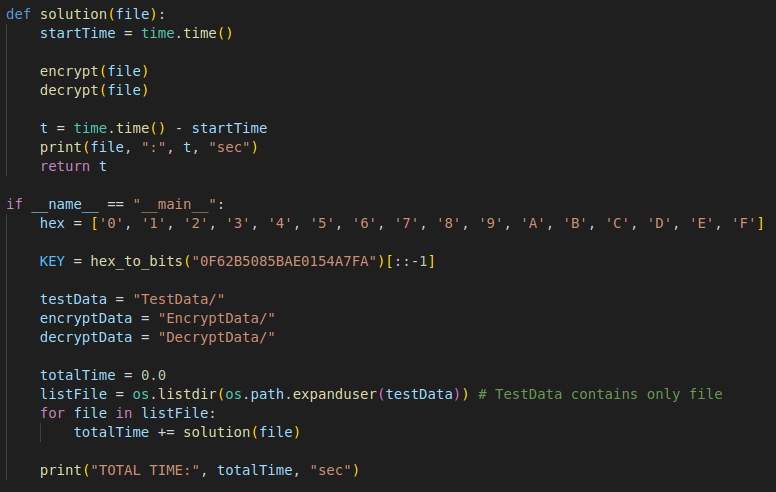 def solution(file):
    startTime = time.time()
    encrypt(file)
    decrypt(file)
    t = time.time() - startTime
    print(file, ":", t, "sec")
    return t
if __name__ == "__main__":
    hex = ['0', '1', '2', '3', '4', '5', '6', '7', '8', '9', 'A', 'B', 'C', 'D', 'E', 'F']
    KEY = hex_to_bits("0F62B5085BAE0154A7FA")[::-1]
    testData = "TestData/"
    encryptData = "EncryptData/"
    decryptData = "DecryptData/"
    totalTime = 0.0
    listFile = os.listdir(os.path.expanduser(testData)) # TestData contains only file
    for file in listFile:
        totalTime += solution(file)
    print("TOTAL TIME:", totalTime, "sec")